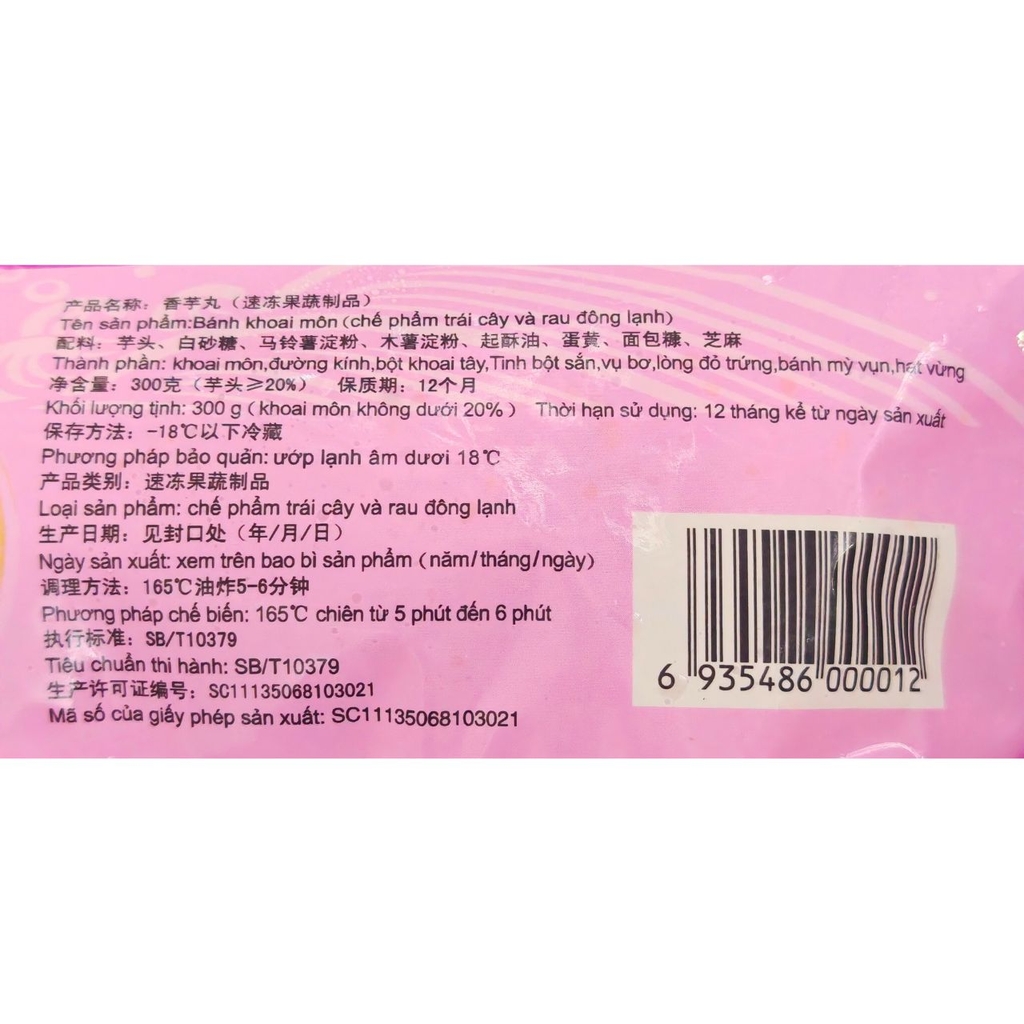 产品名称：香芋丸（速冻果蔬制品）
Tên sản phẩm:Bánh khoai môn (chế phẩm trái cây và rau đông lạnh)
配料：芋头、白砂糖、马铃薯淀粉、木薯淀粉、起酥油、蛋黄、面包糠、芝麻
Thành phần: khoai môn,đường kính,bột khoai tây,Tinh bột sắn,vụ bơ,lòng đỏ trứng,bánh mỳ vụn,hạt vừng
净含量：300克（芋头≥20%） 保质期：12个月
Khối lượng tịnh: 300 g ( khoai môn không dưới 20% ) Thời hạn sử dụng: 12 tháng kể từ ngày sản xuất
保存方法：-18℃以下冷藏
Phương pháp bảo quản: ướp lạnh âm dươi 18℃
产品类别：速冻果蔬制品
Loại sản phẩm: chế phẩm trái cây và rau đông lạnh
生产日期：见封口处（年/月/日）
Ngày sản xuất: xem trên bao bì sản phẩm ( năm/tháng/ngày)
调理方法：165℃油炸5-6分钟
Phương pháp chế biến: 165℃ chiên từ 5 phút đến 6 phút
执行标准：SB/T10379
Tiêu chuẩn thi hành: SB/T10379
生产许可证编号：SC11135068103021
Mã số của giấy phép sản xuất: SC11135068103021
6 935486 000012